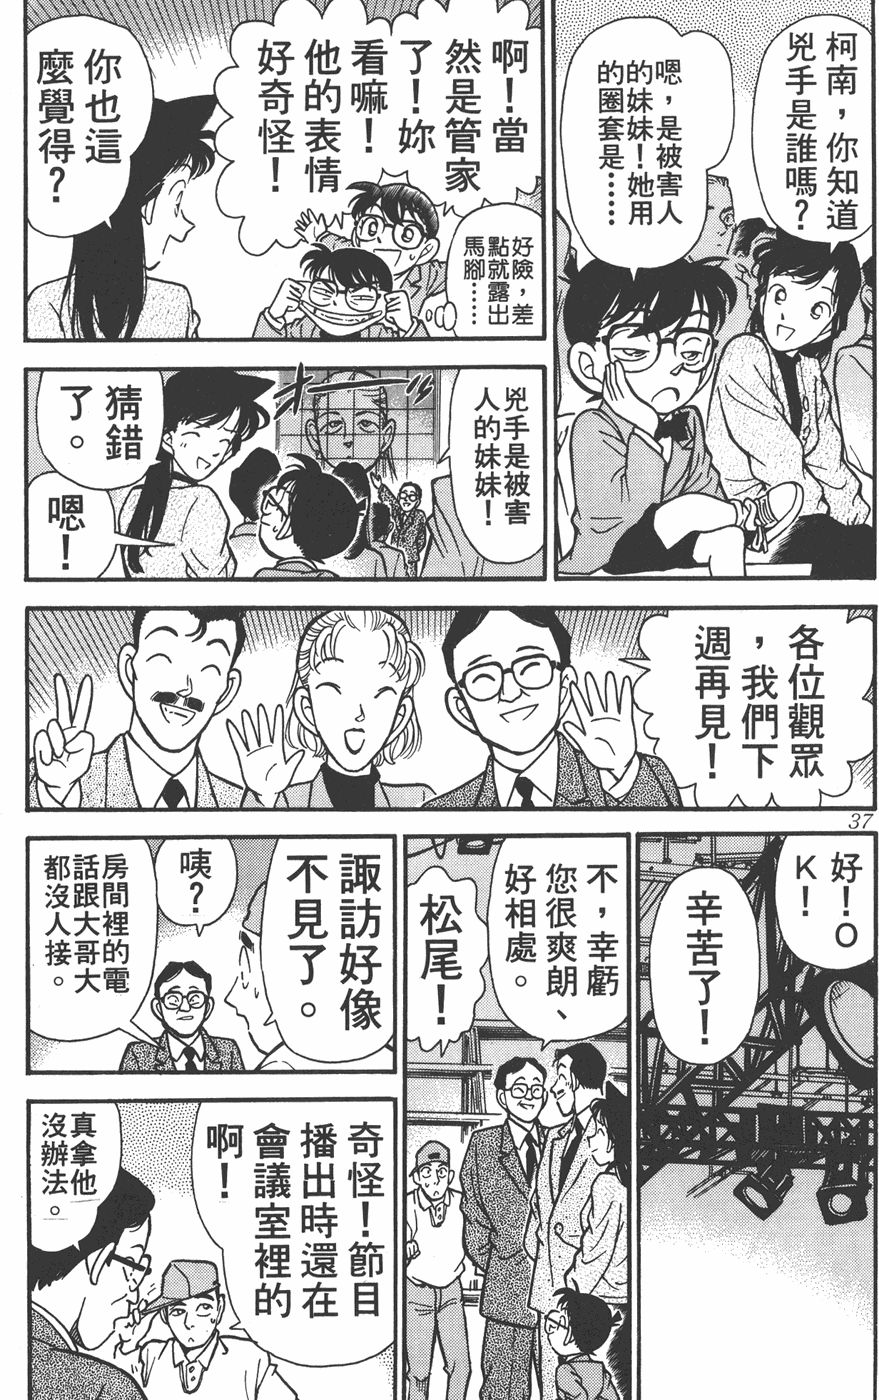 柯南，你知道
兇手是誰嗎？
嗯，是被害人
的妹妹！她用
的圈套是……
啊！當
然是管家
了！妳
看嘛！
他的表情
好奇怪！
好險，差
點就露出
馬腳……
你也這
麼覺得？
兇手是被害
人的妹妹！
オー
猜錯
了。
嗯！
各位觀眾
，我們下
週再見！
37
好！O
K！
辛苦了！
不，幸虧
您很爽朗、
好相處。
松尾！
諏訪好像
不見了。
咦？
房間裡的電
話跟大哥大
都沒人接。
奇怪！節目
播出時還在
會議室裡的
啊！
真拿他
沒辦法。